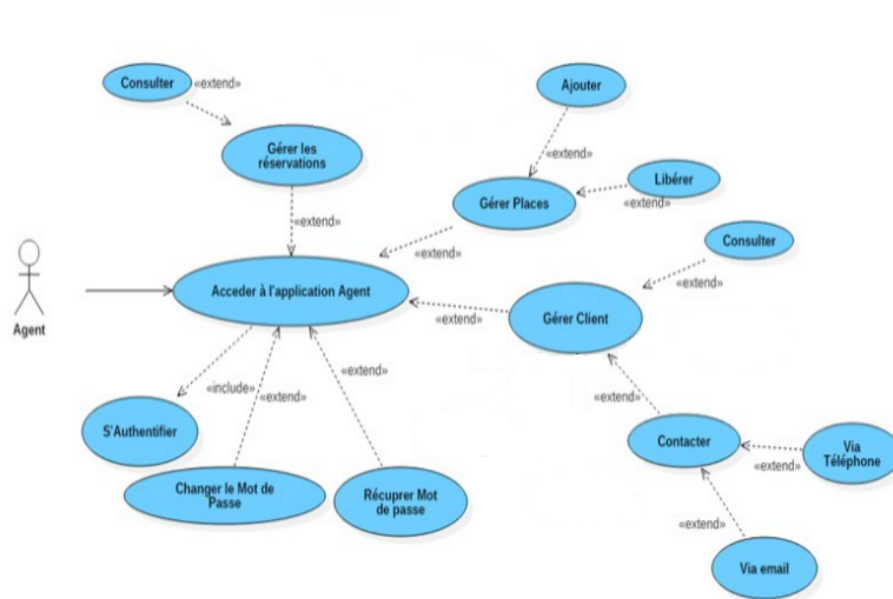 Consulter
«extend»
Ajouter
Gérer les
réservations
«extend»
Libérer
Gérer Places
«extend»
«extend»
Consulter
«extend»
Acceder à l'application Agent
«extend»
Gérer Client
«extend»
Agent
«extend»
«include»
«extend»
«extend»
S'Authentifier
Contacter
Via
Téléphone
«extend»
Changer le Mot de
Passe
Récuprer Mot
de passe
«extend»
Via email